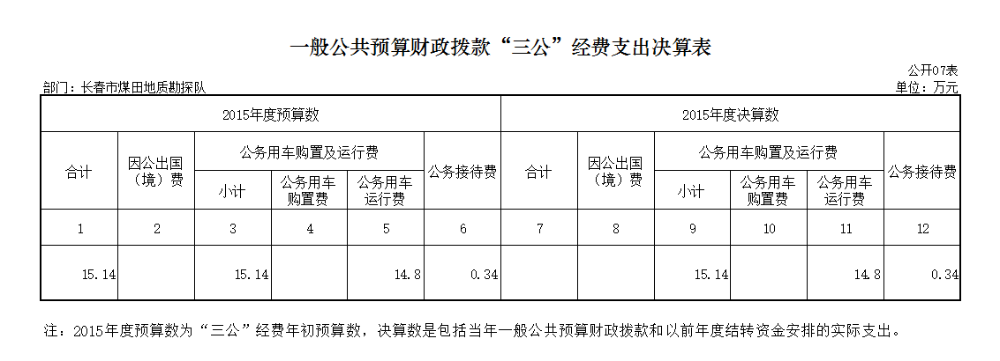 一般公共预算财政拨款“三公”经费支出决算表
公开07表
部门：长春市煤田地质勘探队 单位：万元
2015年度预算数 2015年度决算数
合计 因公出国（境）费 公务用车购置及运行费 公务接待费 合计 因公出国（境）费 公务用车购置及运行费 公务接待费
小计 公务用车购置费 公务用车运行费 小计 公务用车购置费 公务用车运行费
1 2 3 4 5 6 7 8 9 10 11 12
15.14 15.14 14.8 0.34 15.14 14.8 0.34
注：2015年度预算数为“三公”经费年初预算数，决算数是包括当年一般公共预算财政拨款和以前年度结转资金安排的实际支出。